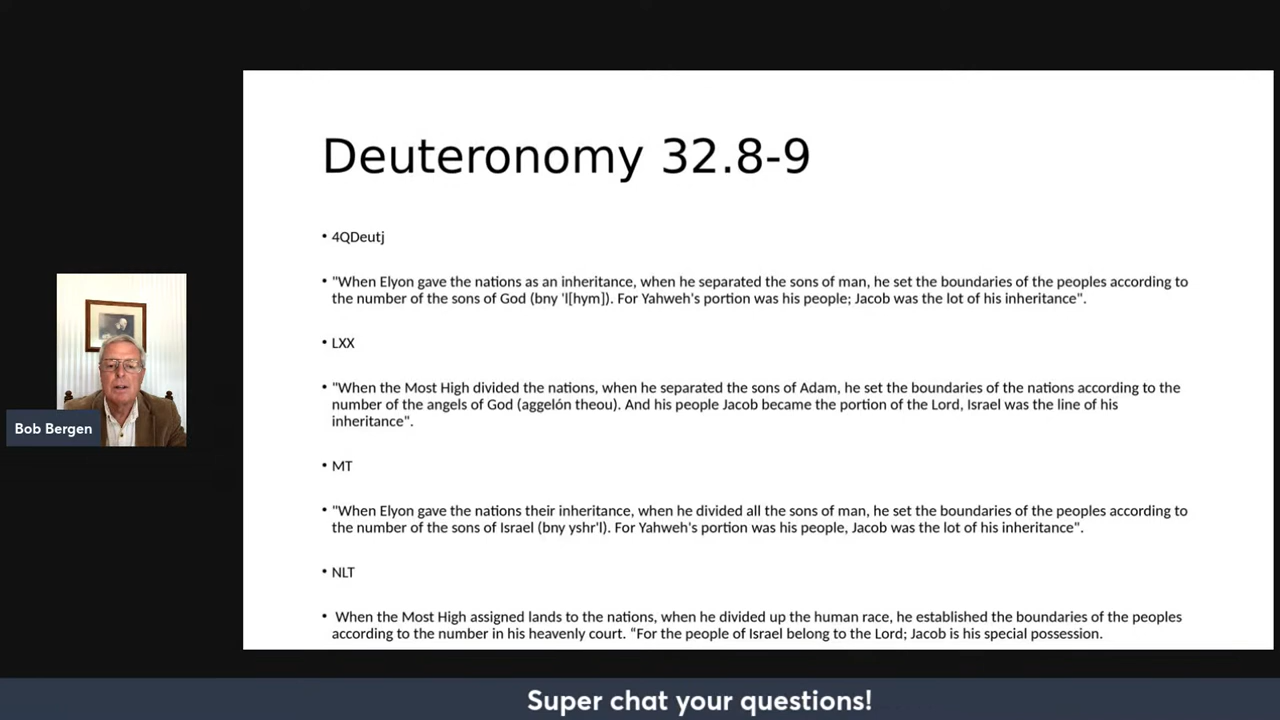 Deuteronomy 32.8-9
• 4QDeutj
• "When Elyon gave the nations as an inheritance, when he separated the sons of man, he set the boundaries of the peoples according to
the number of the sons of God (bny 'l[hym]). For Yahweh's portion was his people; Jacob was the lot of his inheritance".
• LXX
• "When the Most High divided the nations, when he separated the sons of Adam, he set the boundaries of the nations according to the
number of the angels of God (aggelón theou). And his people Jacob became the portion of the Lord, Israel was the line of his
inheritance".
• MT
• "When Elyon gave the nations their inheritance, when he divided all the sons of man, he set the boundaries of the peoples according to
the number of the sons of Israel (bny yshr'l). For Yahweh's portion was his people, Jacob was the lot of his inheritance".
• NLT
• When the Most High assigned lands to the nations, when he divided up the human race, he established the boundaries of the peoples
according to the number in his heavenly court. “For the people of Israel belong to the Lord; Jacob is his special possession.
Bob Bergen
Super chat your questions!